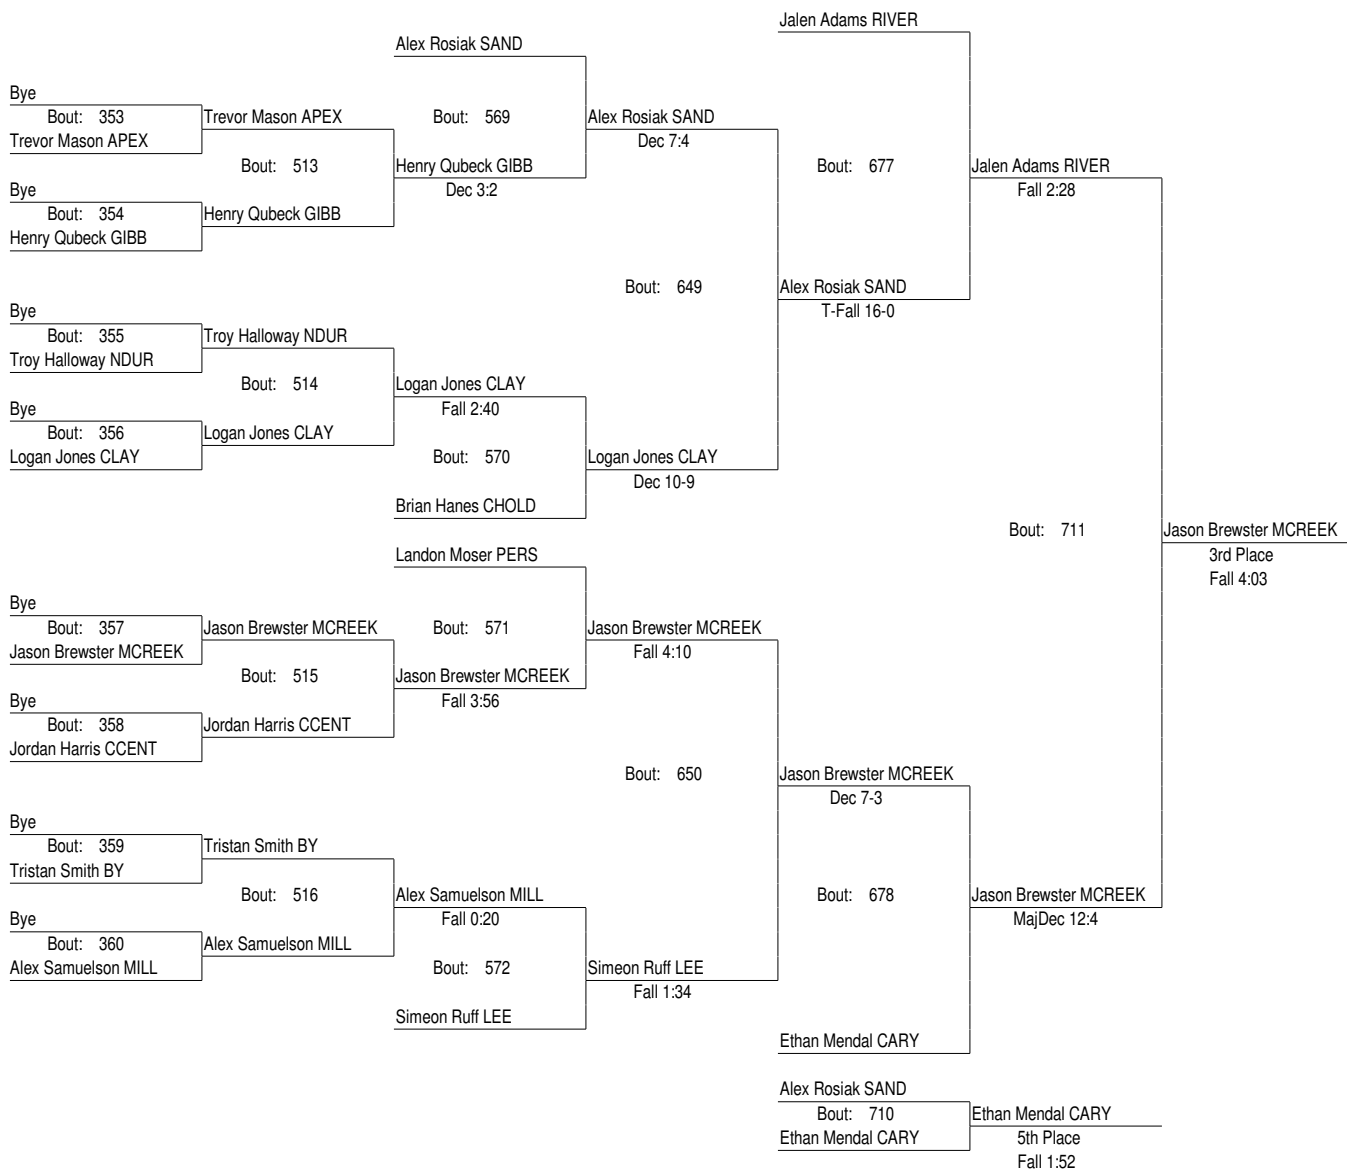 Jalen Adams RIVER
Alex Rosiak SAND
Bye
Bout: 353
Trevor Mason APEX
Trevor Mason APEX
Bout: 569
Alex Rosiak SAND
Dec 7:4
Bout: 513
Henry Qubeck GIBB
Dec 3:2
Bout: 677
Jalen Adams RIVER
Fall 2:28
Bye
Bout: 354
Henry Qubeck GIBB
Henry Qubeck GIBB
Bout: 649
Alex Rosiak SAND
T-Fall 16-0
Bye
Bout: 355
Troy Halloway NDUR
Troy Halloway NDUR
Bout: 514
Logan Jones CLAY
Fall 2:40
Bye
Bout: 356
Logan Jones CLAY
Logan Jones CLAY
Bout: 570
Logan Jones CLAY
Dec 10-9
Brian Hanes CHOLD
Bout: 711
Jason Brewster MCREEK
3rd Place
Fall 4:03
Landon Moser PERS
Bye
Bout: 357
Jason Brewster MCREEK
Jason Brewster MCREEK
Bout: 571
Jason Brewster MCREEK
Fall 4:10
Bout: 515
Jason Brewster MCREEK
Fall 3:56
Bye
Bout: 358
Jordan Harris CCENT
Jordan Harris CCENT
Bout: 650
Jason Brewster MCREEK
Dec 7-3
Bye
Bout: 359
Tristan Smith BY
Tristan Smith BY
Bout: 516
Alex Samuelson MILL
Fall 0:20
Bout: 678
Jason Brewster MCREEK
MajDec 12:4
Bye
Bout: 360
Alex Samuelson MILL
Alex Samuelson MILL
Bout: 572
Simeon Ruff LEE
Fall 1:34
Simeon Ruff LEE
Ethan Mendal CARY
Alex Rosiak SAND
Bout: 710
Ethan Mendal CARY
Ethan Mendal CARY
5th Place
Fall 1:52